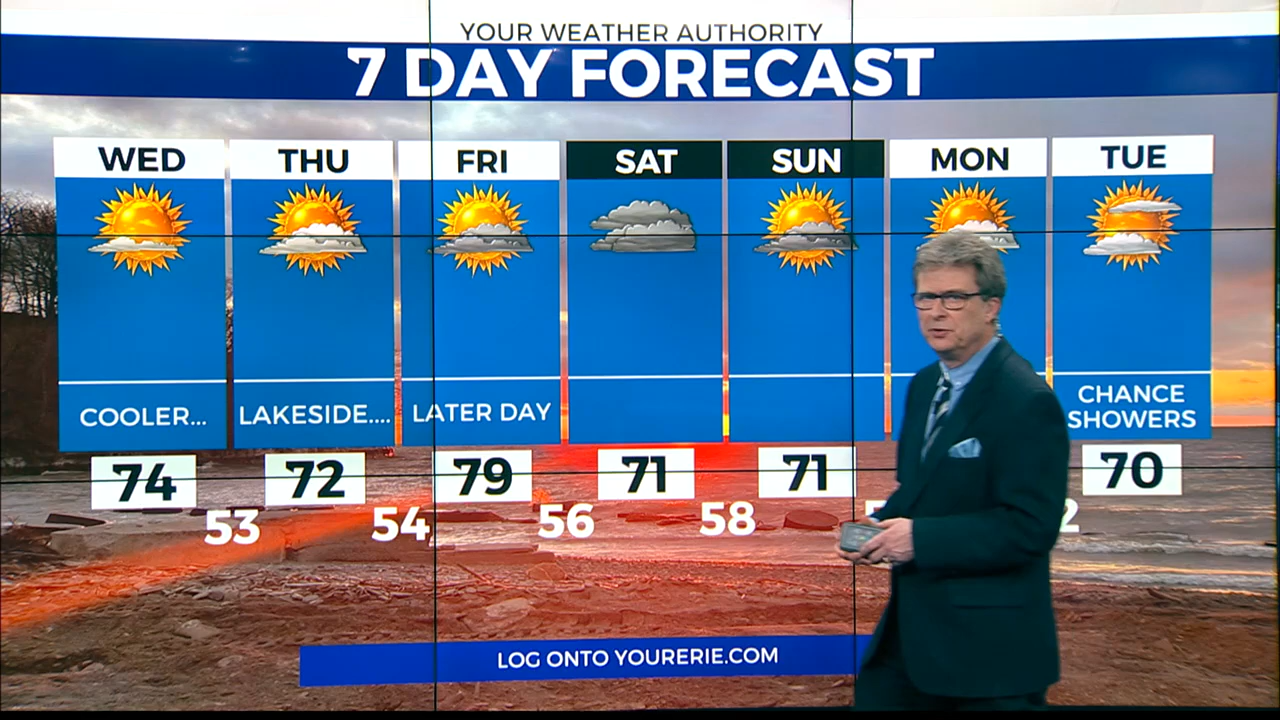 YOUR WEATHER AUTHORITY
7 DAY FORECAST
WED THU FRI SAT SUN MON TUE
COOLER... LAKESIDE.... LATER DAY CHANCE
SHOWERS
74 72 79 71 71 70
53 54 56 58
LOG ONTO YOURERIE.COM